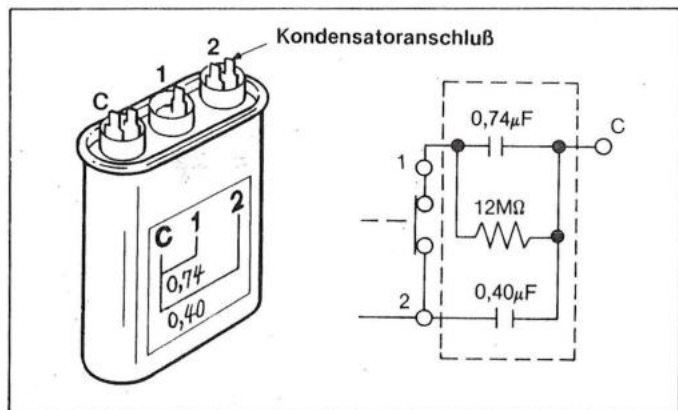 Kondensatoranschluß
C 1 2
C 1 2
0,74
0,40
0,74µF
C
1
12MΩ
0,40µF
2